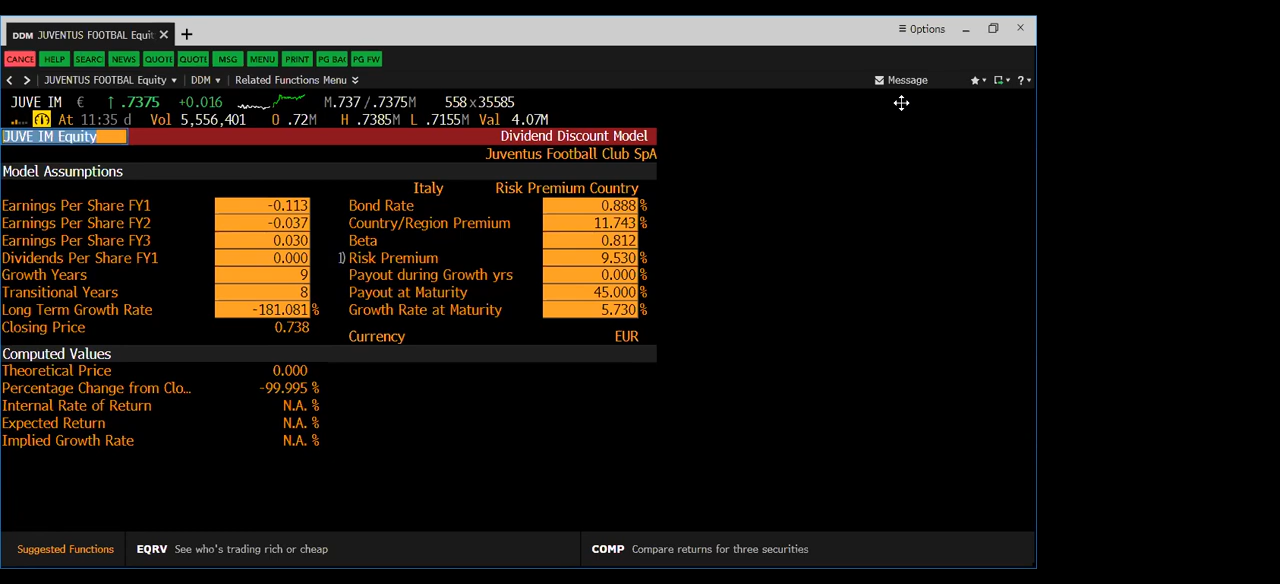 DDM JUVENTUS FOOTBAL Equit × +
Options
CANCE HELP SEARC NEWS QUOTE QUOTE MSG MENU PRINT PG BAC PG FW
< > JUVENTUS FOOTBAL Equity DDM Related Functions Menu Message ?
JUVE IM € ↑ .7375 +0.016 M.737 / .7375M 558 x 35585
At 11:35 d Vol 5,556,401 O .72M H .7385M L .7155M Val 4.07M
JUVE IM Equity Dividend Discount Model
Juventus Football Club SpA
Model Assumptions
Italy Risk Premium Country
Earnings Per Share FY1 -0.113 Bond Rate 0.888 %
Earnings Per Share FY2 -0.037 Country/Region Premium 11.743 %
Earnings Per Share FY3 0.030 Beta 0.812
Dividends Per Share FY1 0.000 1) Risk Premium 9.530 %
Growth Years 9 Payout during Growth yrs 0.000 %
Transitional Years 8 Payout at Maturity 45.000 %
Long Term Growth Rate -181.081 % Growth Rate at Maturity 5.730 %
Closing Price 0.738
Currency EUR
Computed Values
Theoretical Price 0.000
Percentage Change from Clo... -99.995 %
Internal Rate of Return N.A. %
Expected Return N.A. %
Implied Growth Rate N.A. %
Suggested Functions EQRV See who's trading rich or cheap COMP Compare returns for three securities